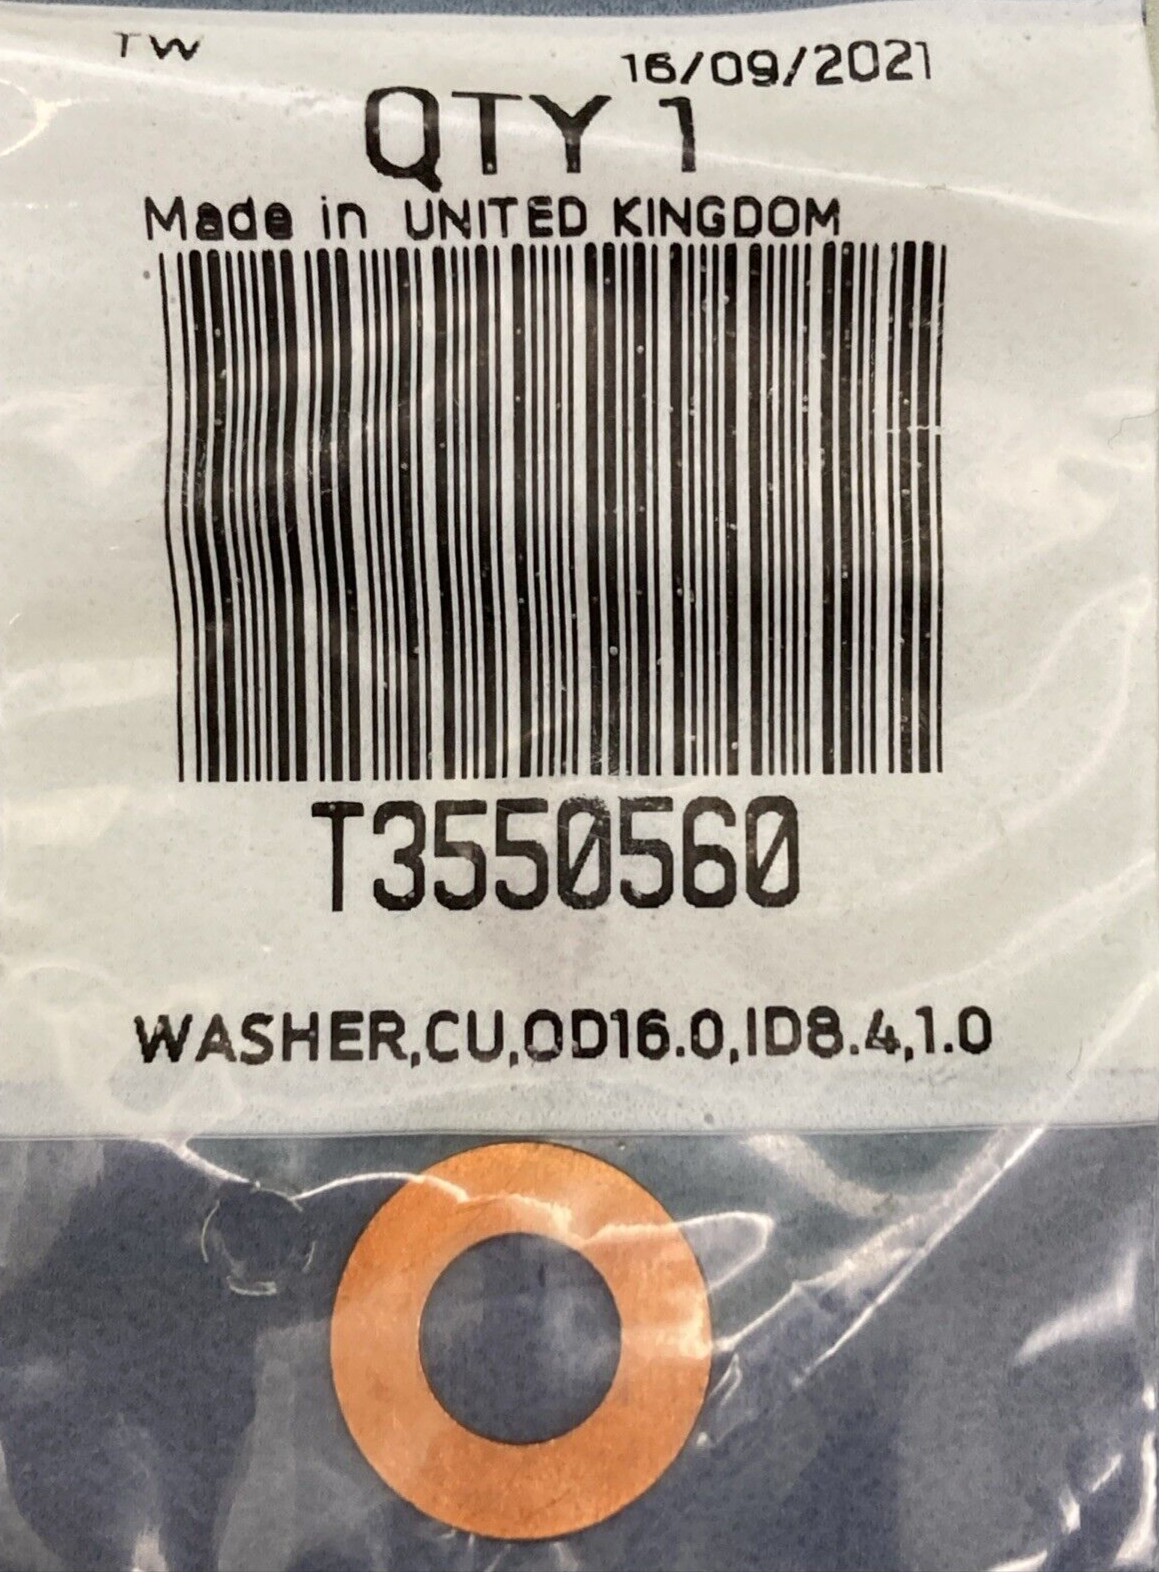 TW
16/09/2021
QTY 1
Made in UNITED KINGDOM
T3550560
WASHER,CU,OD16.0,ID8.4,1.0